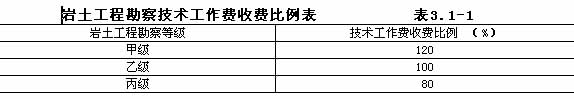 岩土工程勘察技术工作费收费比例表 表3.1-1
岩土工程勘察等级 技术工作费收费比例 （%）
甲级 120
乙级 100
丙级 80